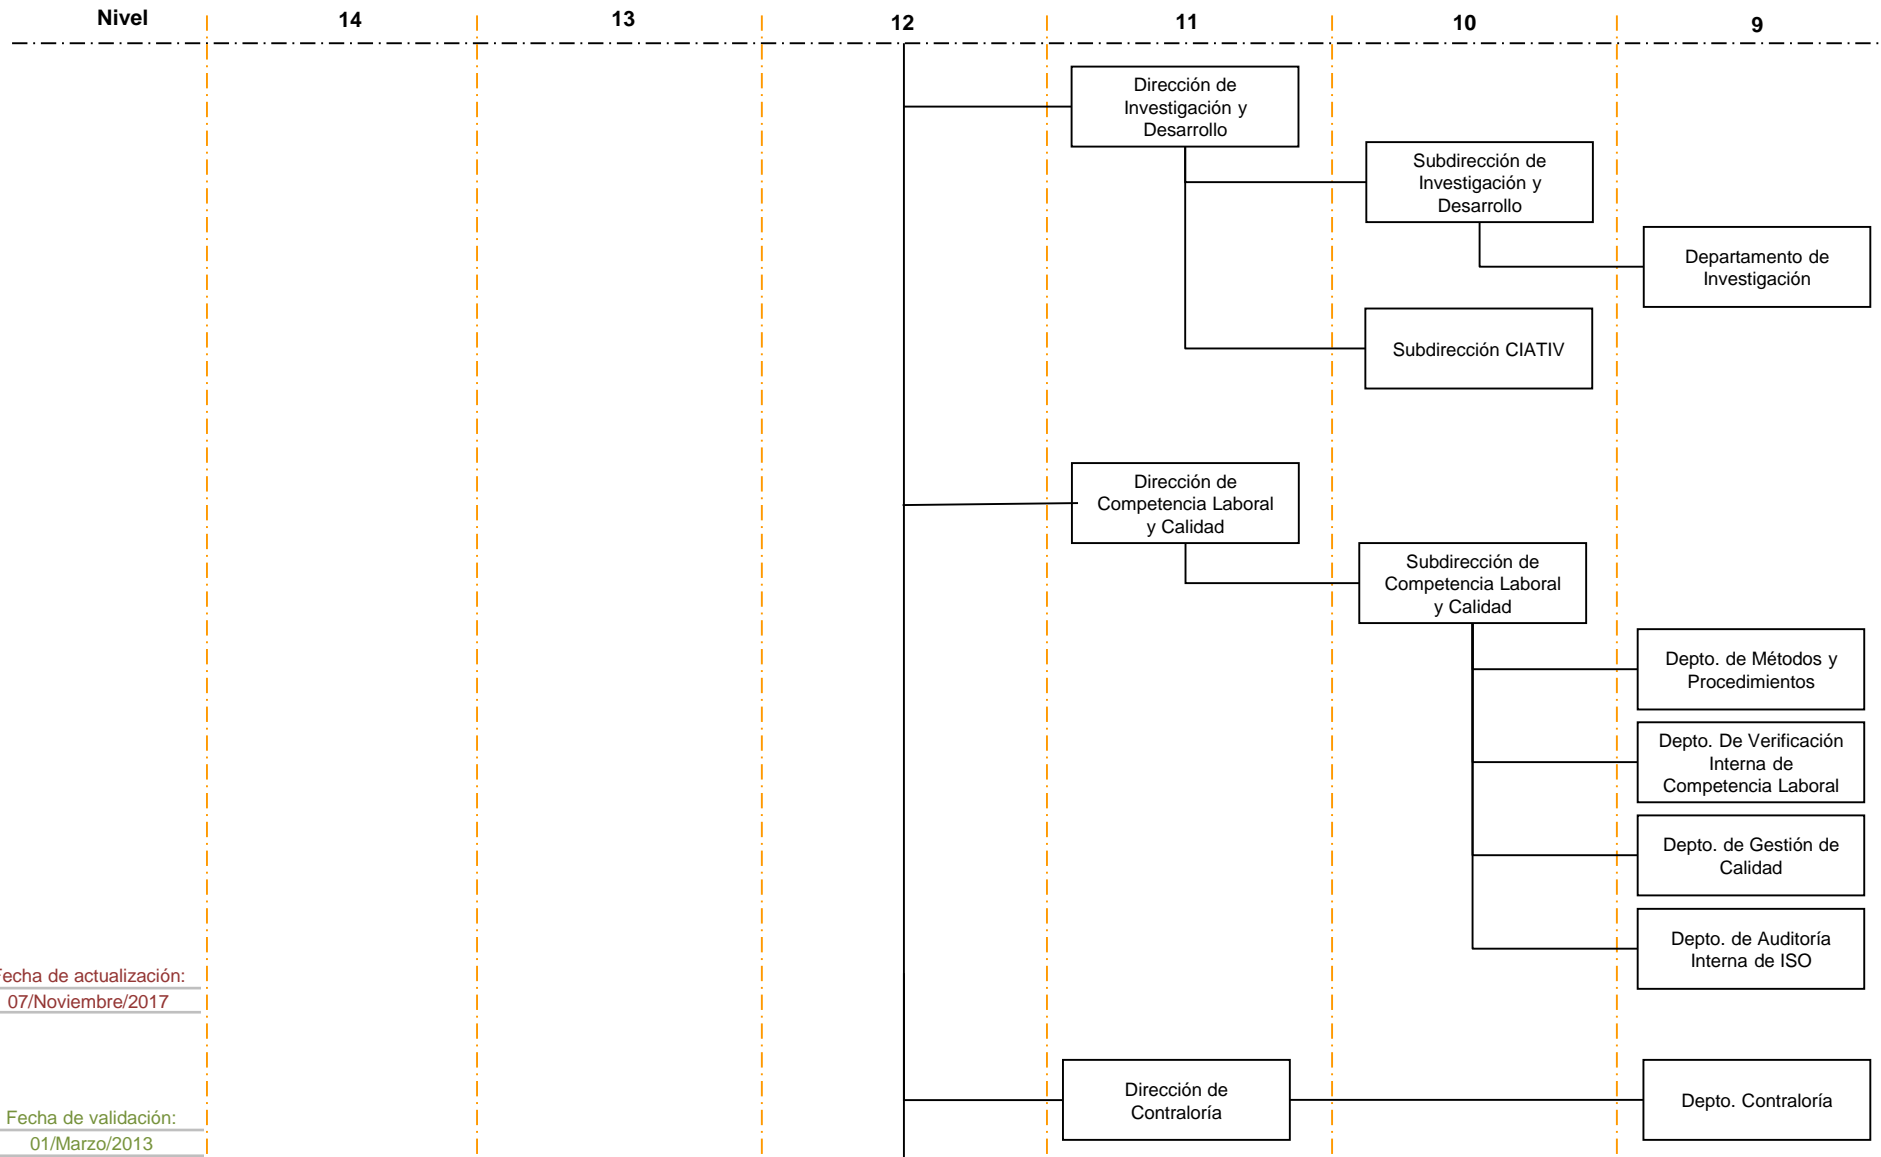 Nivel 14 13 12 11 10 9
Dirección de
Investigación y
Desarrollo
Subdirección de
Investigación y
Desarrollo
Departamento de
Investigación
Subdirección CIATIV
Dirección de
Competencia Laboral
y Calidad
Subdirección de
Competencia Laboral
y Calidad
Depto. de Métodos y
Procedimientos
Depto. De Verificación
Interna de
Competencia Laboral
Depto. de Gestión de
Calidad
Depto. de Auditoría
Interna de ISO
Fecha de actualización:
07/Noviembre/2017
Dirección de
Contraloría
Depto. Contraloría
Fecha de validación:
01/Marzo/2013